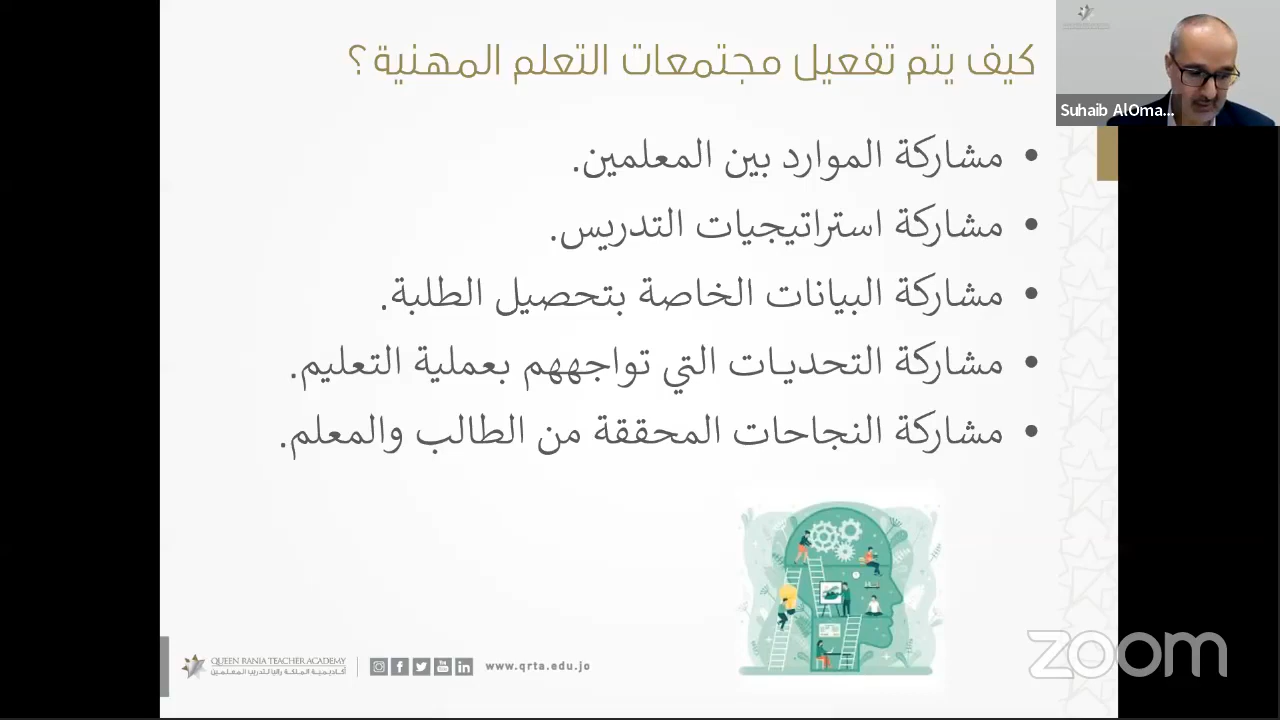 كيف يتم تفعيل مجتمعات التعلم المهنية؟
Suhaib AlOma...
• مشاركة الموارد بين المعلمين.
• مشاركة استراتيجيات التدريس.
• مشاركة البيانات الخاصة بتحصيل الطلبة.
• مشاركة التحديات التي تواجههم بعملية التعليم.
• مشاركة النجاحات المحققة من الطالب والمعلم.
QUEEN RANIA TEACHER ACADEMY
أكاديمية الملكة رانيا لتدريب المعلمين
www.qrta.edu.jo
zoom